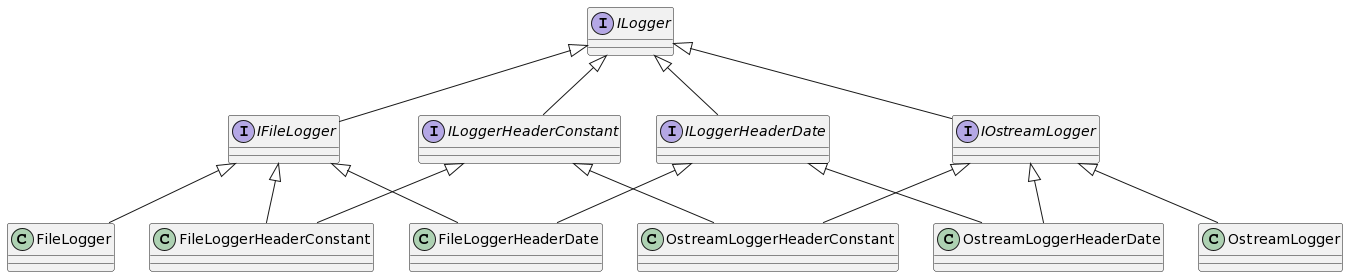 I ILogger
I IFileLogger
I ILoggerHeaderConstant
I ILoggerHeaderDate
I IOstreamLogger
C FileLogger
C FileLoggerHeaderConstant
C FileLoggerHeaderDate
C OstreamLoggerHeaderConstant
C OstreamLoggerHeaderDate
C OstreamLogger